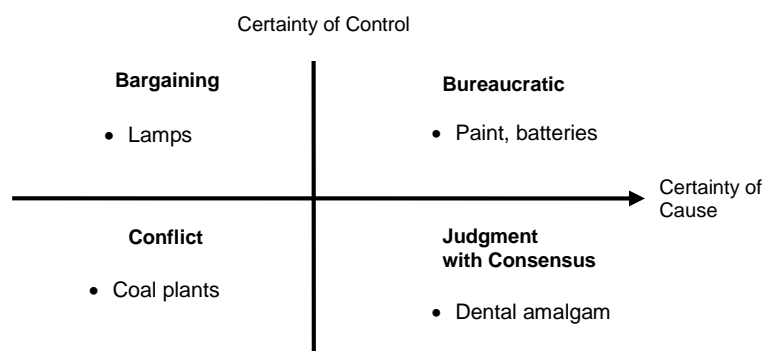 Certainty of Control
Bargaining
• Lamps
Bureaucratic
• Paint, batteries
Certainty of
Cause
Conflict
• Coal plants
Judgment
with Consensus
• Dental amalgam